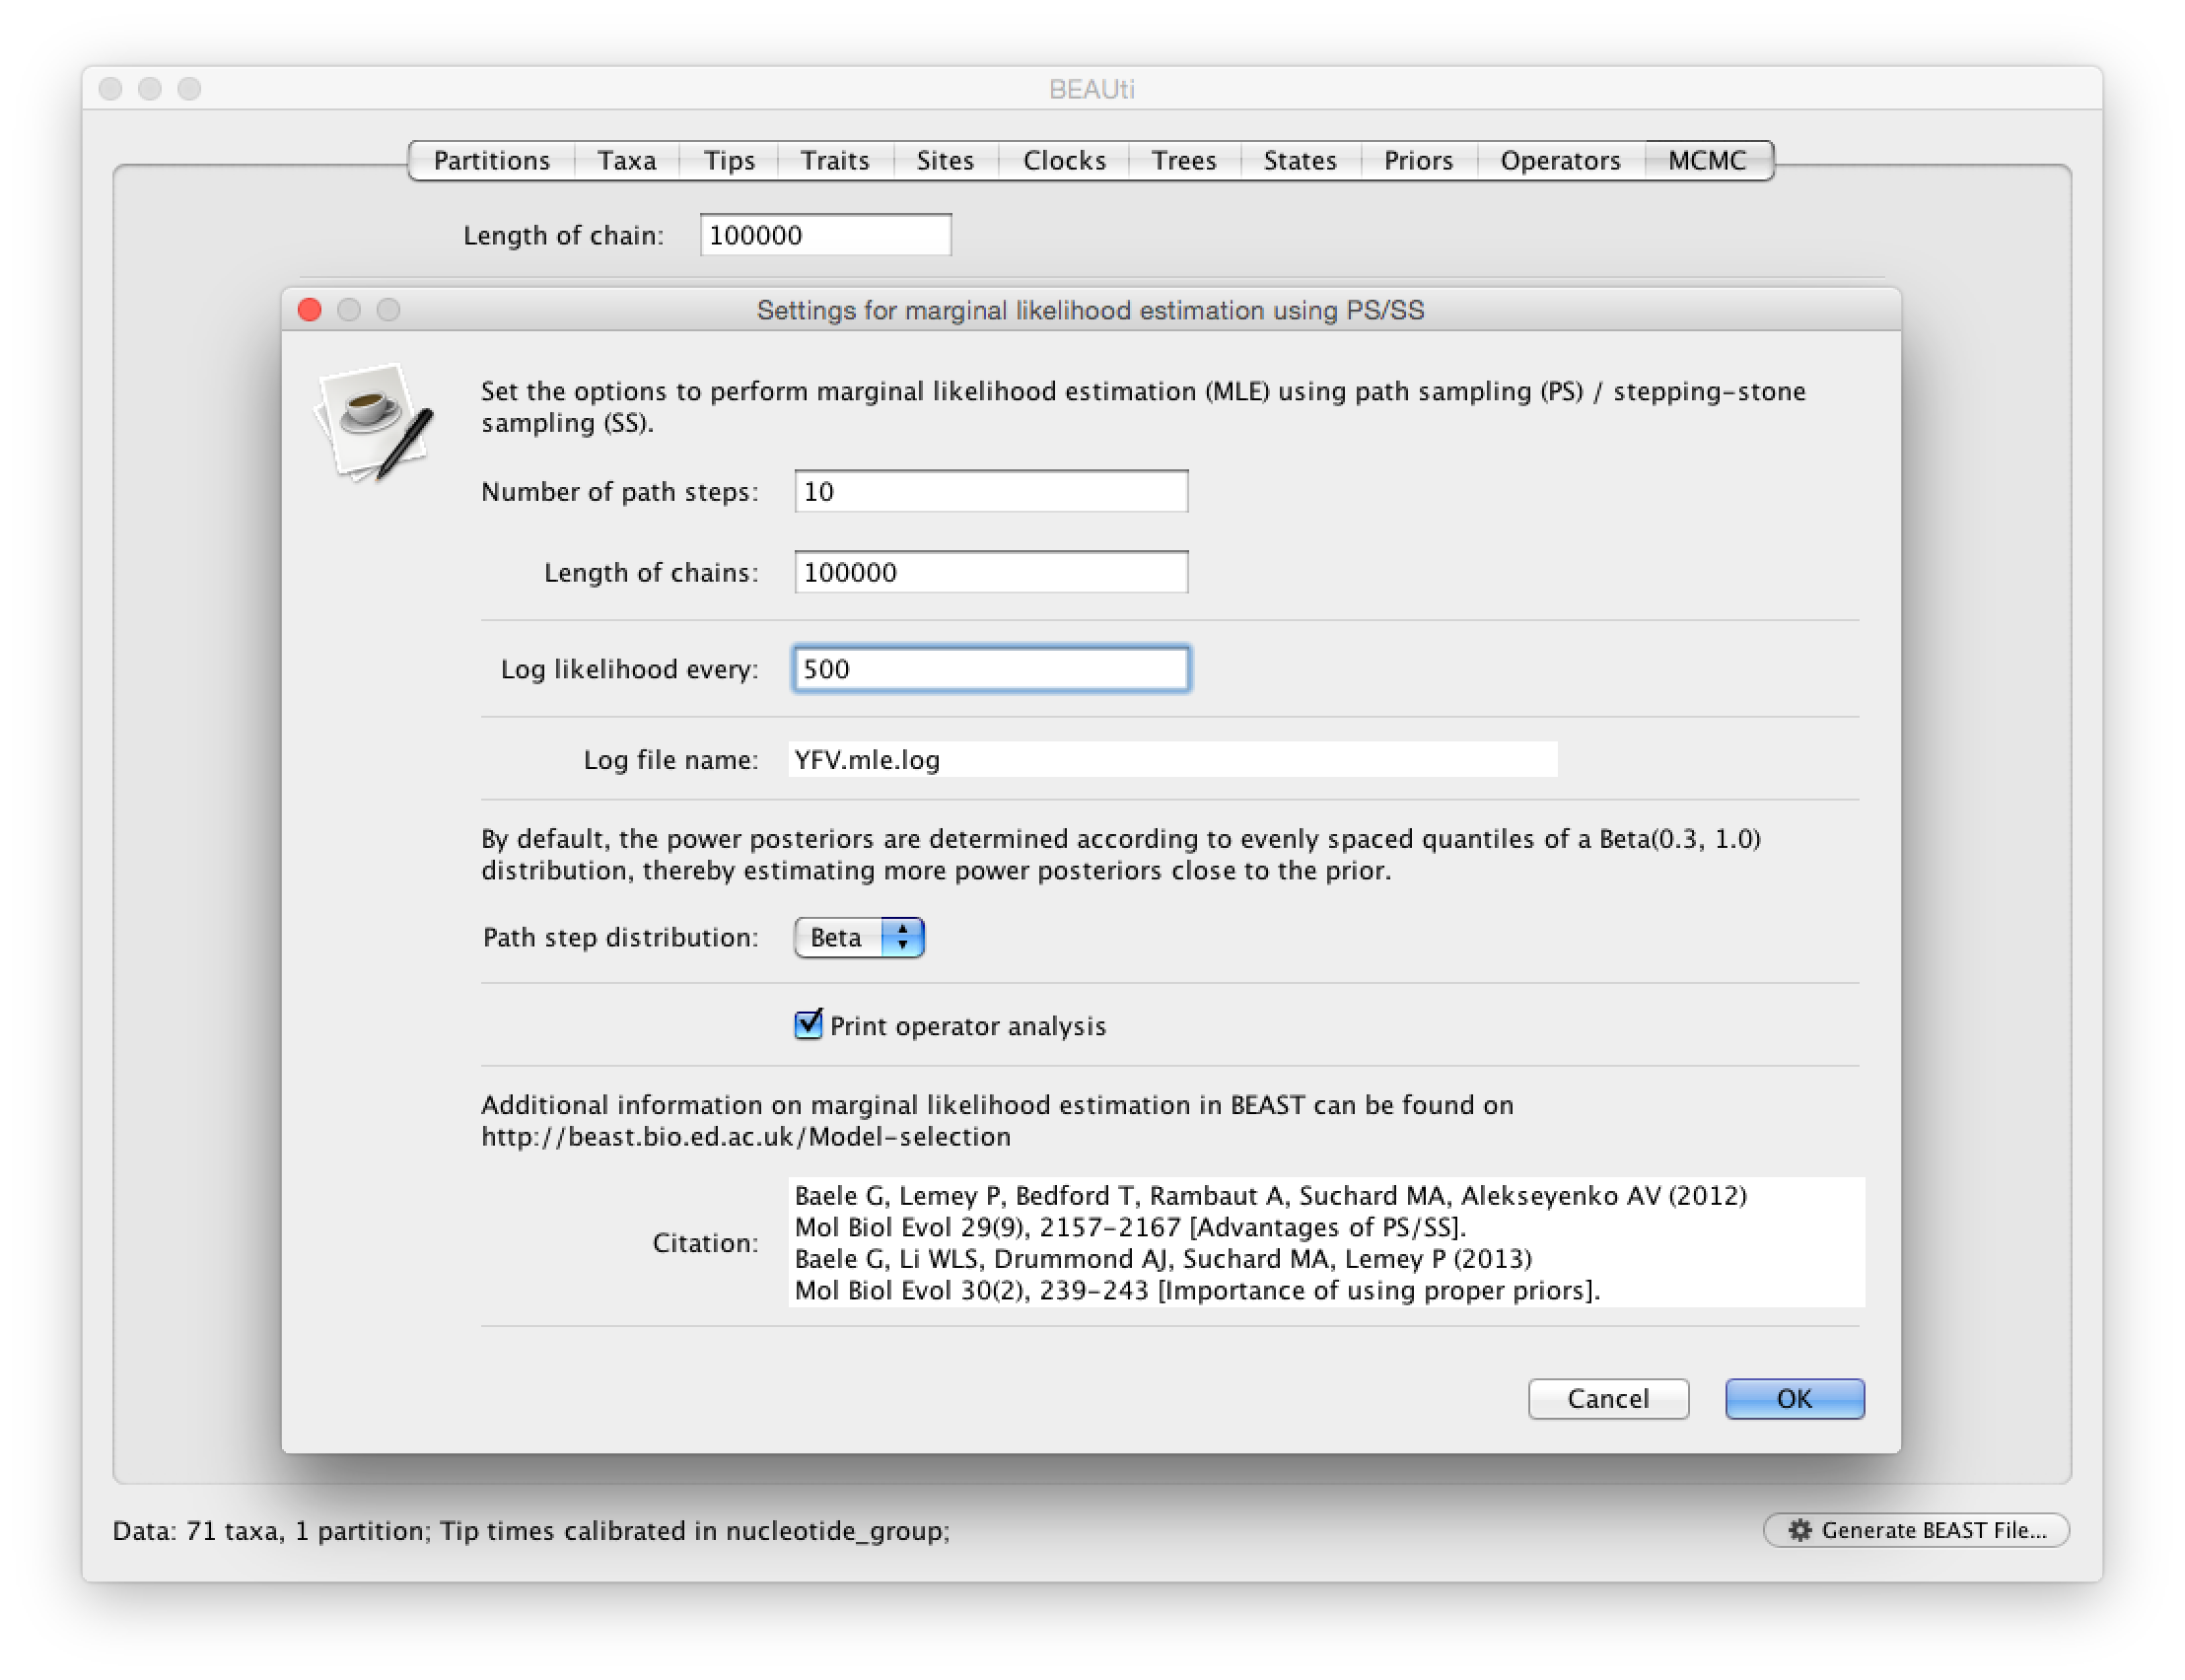 BEAUti
Partitions Taxa Tips Traits Sites Clocks Trees States Priors Operators MCMC
Length of chain: 100000
Settings for marginal likelihood estimation using PS/SS
Set the options to perform marginal likelihood estimation (MLE) using path sampling (PS) / stepping-stone
sampling (SS).
Number of path steps: 10
Length of chains: 100000
Log likelihood every: 500
Log file name: YFV.mle.log
By default, the power posteriors are determined according to evenly spaced quantiles of a Beta(0.3, 1.0)
distribution, thereby estimating more power posteriors close to the prior.
Path step distribution: Beta
Print operator analysis
Additional information on marginal likelihood estimation in BEAST can be found on
http://beast.bio.ed.ac.uk/Model-selection
Baele G, Lemey P, Bedford T, Rambaut A, Suchard MA, Alekseyenko AV (2012)
Mol Biol Evol 29(9), 2157-2167 [Advantages of PS/SS].
Citation:
Baele G, Li WLS, Drummond AJ, Suchard MA, Lemey P (2013)
Mol Biol Evol 30(2), 239-243 [Importance of using proper priors].
Cancel OK
Data: 71 taxa, 1 partition; Tip times calibrated in nucleotide_group;
Generate BEAST File...